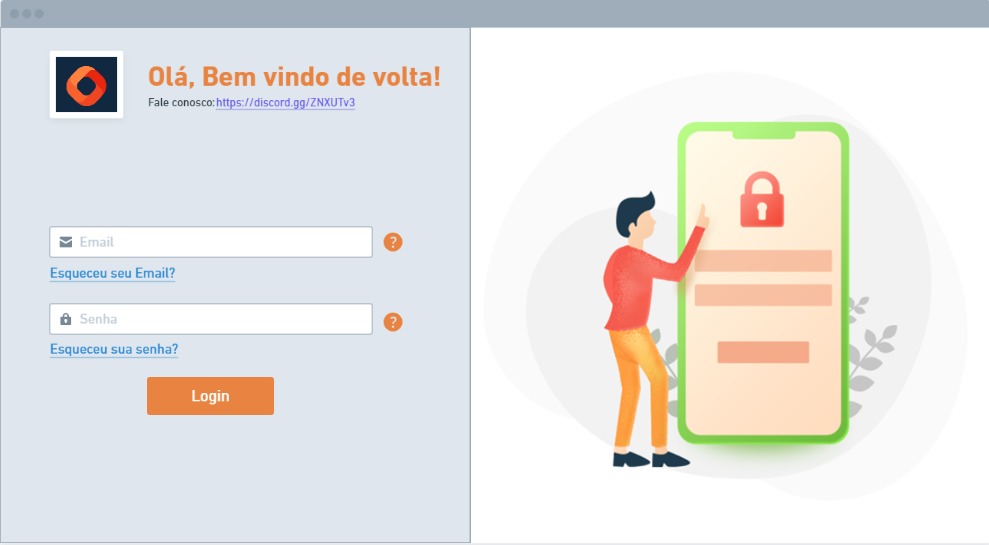 Olá, Bem vindo de volta!
Fale conosco:https://discord.gg/ZNXUTv3
Email
?
Esqueceu seu Email?
Senha
?
Esqueceu sua senha?
Login